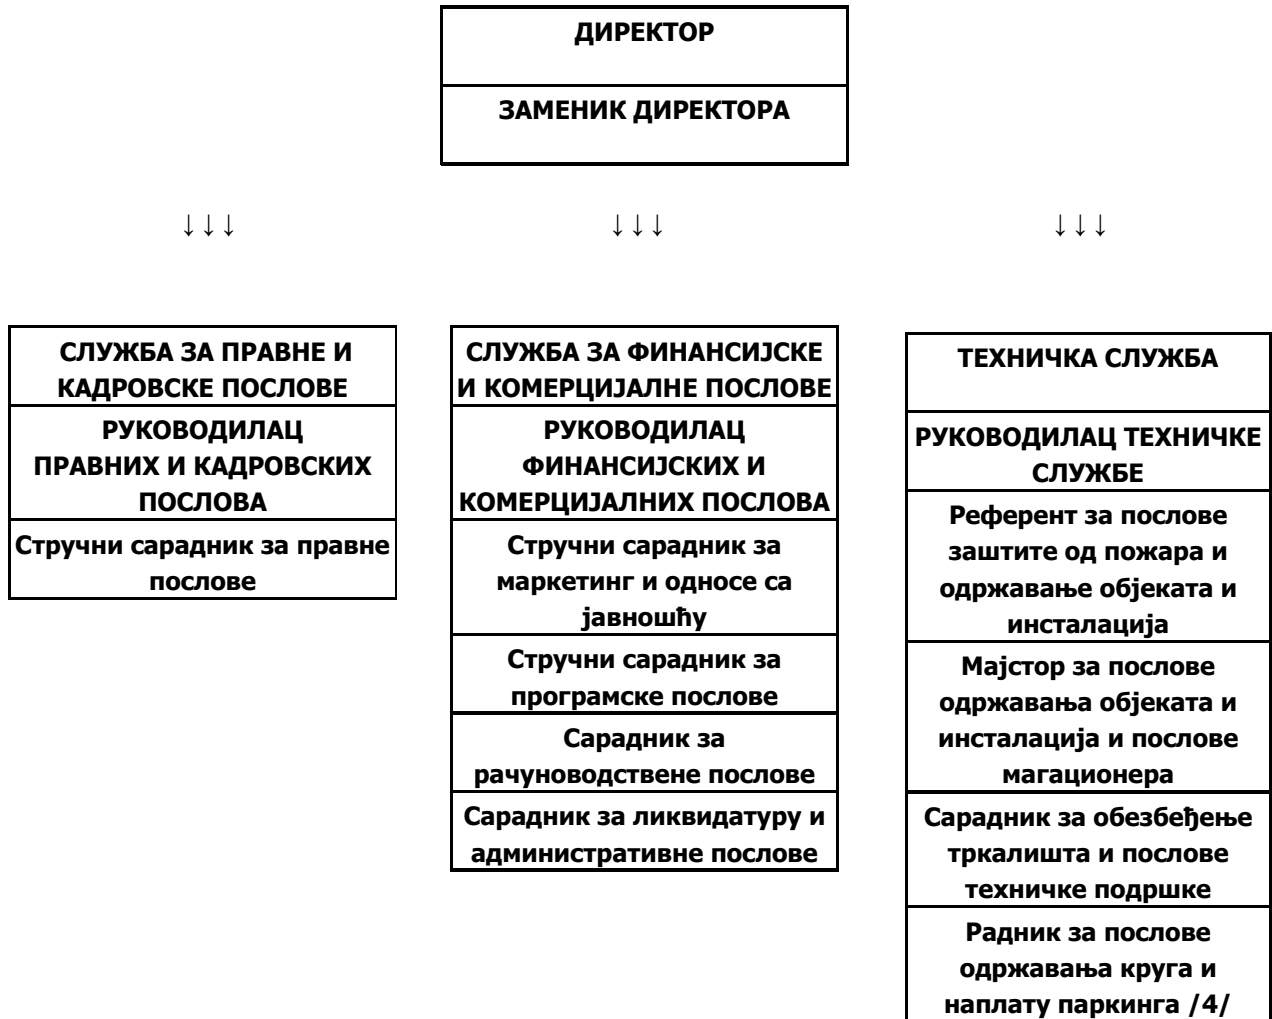 ДИРЕКТОР
ЗАМЕНИК ДИРЕКТОРА
↓↓↓
↓↓↓
↓↓↓
СЛУЖБА ЗА ПРАВНЕ И
КАДРОВСКЕ ПОСЛОВЕ
РУКОВОДИЛАЦ
ПРАВНИХ И КАДРОВСКИХ
ПОСЛОВА
Стручни сарадник за правне
послове
СЛУЖБА ЗА ФИНАНСИЈСКЕ
И КОМЕРЦИЈАЛНЕ ПОСЛОВЕ
РУКОВОДИЛАЦ
ФИНАНСИЈСКИХ И
КОМЕРЦИЈАЛНИХ ПОСЛОВА
Стручни сарадник за
маркетинг и односе са
јавношћу
Стручни сарадник за
програмске послове
Сарадник за
рачуноводствене послове
Сарадник за ликвидатуру и
административне послове
ТЕХНИЧКА СЛУЖБА
РУКОВОДИЛАЦ ТЕХНИЧКЕ
СЛУЖБЕ
Референт за послове
заштите од пожара и
одржавање објеката и
инсталација
Мајстор за послове
одржавања објеката и
инсталација и послове
магационера
Сарадник за обезбеђење
тркалишта и послове
техничке подршке
Радник за послове
одржавања круга и
наплату паркинга /4/